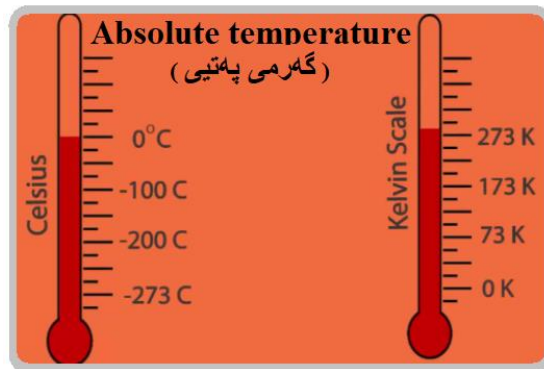 Absolute temperature
( گەرمی پەتیی )
Celsius
0°C
-100 C
-200 C
-273 C
Kelvin Scale
273 K
173 K
73 K
0 K